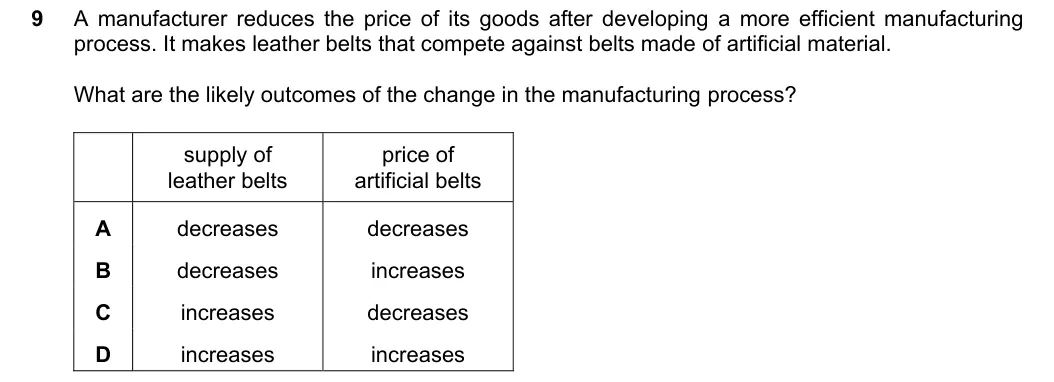 9 A manufacturer reduces the price of its goods after developing a more efficient manufacturing
process. It makes leather belts that compete against belts made of artificial material.
What are the likely outcomes of the change in the manufacturing process?
supply of leather belts price of artificial belts
A decreases decreases
B decreases increases
C increases decreases
D increases increases